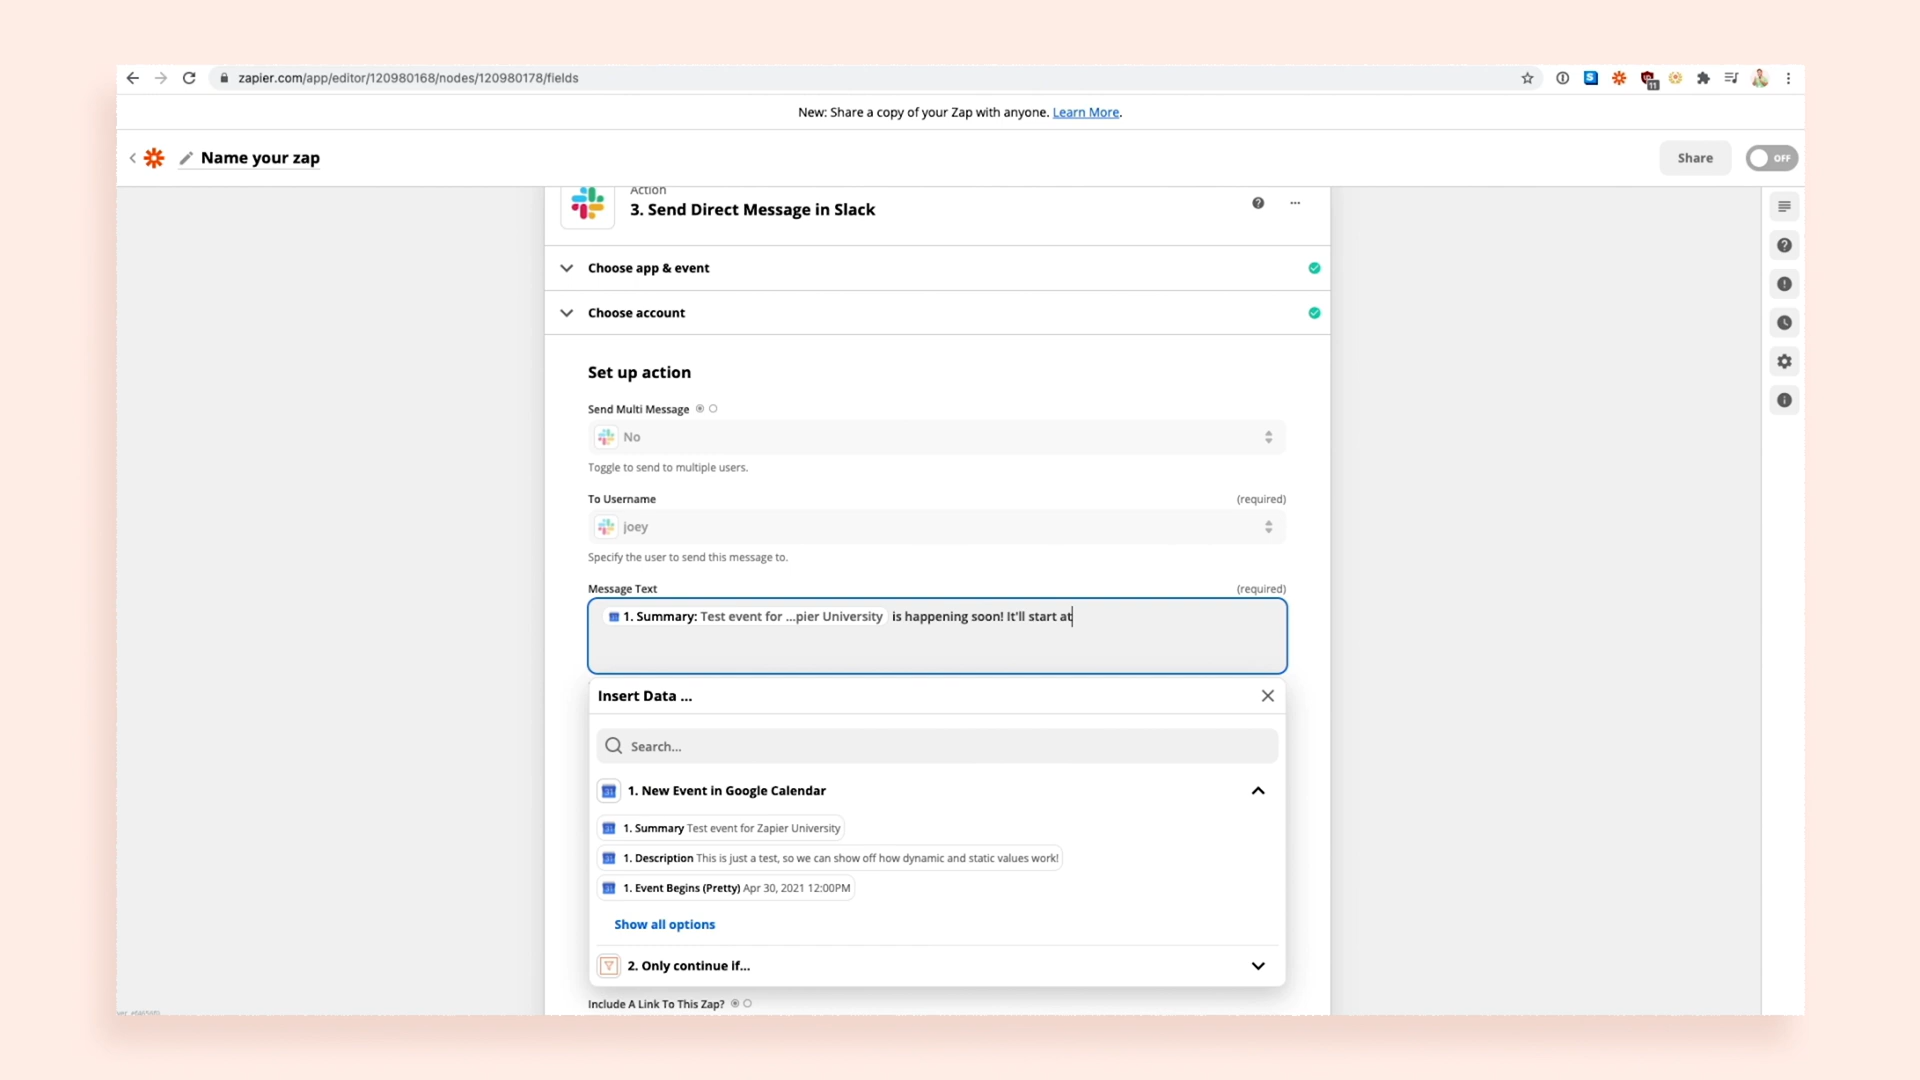 zapier.com/app/editor/120980168/nodes/120980178/fields
11
New: Share a copy of your Zap with anyone. Learn More.
Name your zap
Share
OFF
Action
3. Send Direct Message in Slack
Choose app & event
Choose account
Set up action
Send Multi Message
No
Toggle to send to multiple users.
To Username (required)
joey
Specify the user to send this message to.
Message Text (required)
1. Summary: Test event for ...pier University is happening soon! It'll start at
Insert Data ...
Search...
1. New Event in Google Calendar
1. Summary Test event for Zapier University
1. Description This is just a test, so we can show off how dynamic and static values work!
1. Event Begins (Pretty) Apr 30, 2021 12:00PM
Show all options
2. Only continue if...
Include A Link To This Zap?